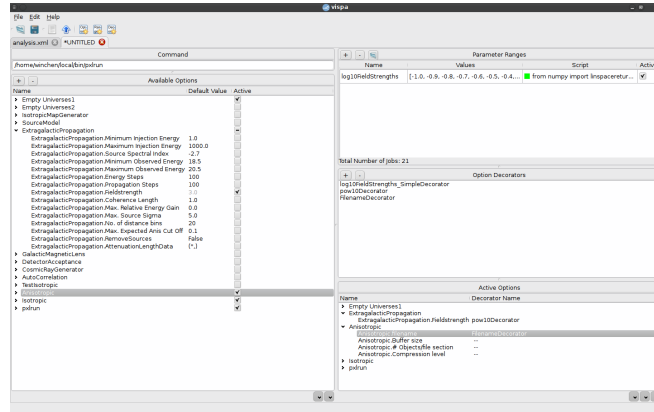 vispa
File Edit Help
analysis.xml *UNTITLED
Command
/home/winchen/local/bin/pxlrun
+ - Available Options
Name Default Value Active
Empty Universes1
Empty Universes2
IsotropicMapGenerator
SourceModel
ExtragalacticPropagation
ExtragalacticPropagation.Minimum Injection Energy 1.0
ExtragalacticPropagation.Maximum Injection Energy 1000.0
ExtragalacticPropagation.Source Spectral Index -2.7
ExtragalacticPropagation.Minimum Observed Energy 18.5
ExtragalacticPropagation.Maximum Observed Energy 20.5
ExtragalacticPropagation.Energy Steps 100
ExtragalacticPropagation.Propagation Steps 100
ExtragalacticPropagation.Fieldstrength 3.0
ExtragalacticPropagation.Coherence Length 1.0
ExtragalacticPropagation.Max. Relative Energy Gain 0.0
ExtragalacticPropagation.Max. Source Sigma 5.0
ExtragalacticPropagation.No. of distance bins 20
ExtragalacticPropagation.Max. Expected Anis Cut Off 0.1
ExtragalacticPropagation.RemoveSources False
ExtragalacticPropagation.AttenuationLengthData
GalacticMagneticLens
DetectorAcceptance
CosmicRayGenerator
AutoCorrelation
TestIsotropic
Anisotropic
Isotropic
pxlrun
+ - Parameter Ranges
Name Values Script Activ
log10FieldStrengths [-1.0, -0.9, -0.8, -0.7, -0.6, -0.5, -0.4,... from numpy import linspaceretur...
Total Number of Jobs: 21
+ - Option Decorators
log10FieldStrengths_SimpleDecorator
pow10Decorator
FilenameDecorator
Active Options
Name Decorator Name
Empty Universes1
ExtragalacticPropagation
ExtragalacticPropagation.Fieldstrength pow10Decorator
Anisotropic
Anisotropic.filename FilenameDecorator
Anisotropic.Buffer size --
Anisotropic.# Objects/file section --
Anisotropic.Compression level --
Isotropic
pxlrun